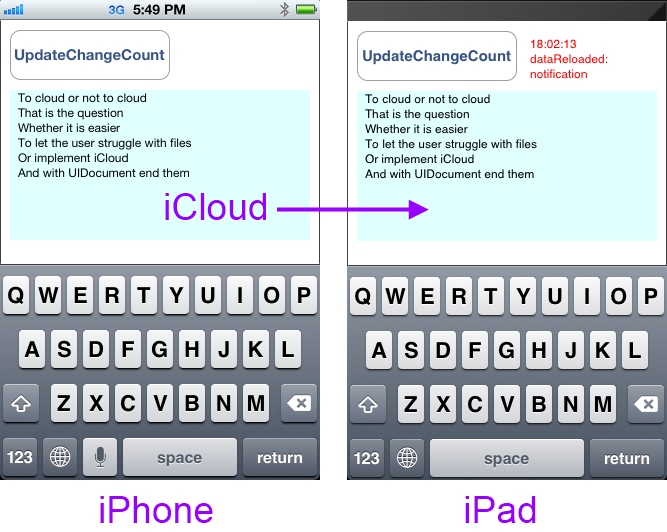 3G 5:49 PM
UpdateChangeCount
To cloud or not to cloud
That is the question
Whether it is easier
To let the user struggle with files
Or implement iCloud
And with UIDocument end them
Q W E R T Y U I O P
A S D F G H J K L
Z X C V B N M
123 space return
iPhone
iCloud
UpdateChangeCount
18:02:13
dataReloaded:
notification
To cloud or not to cloud
That is the question
Whether it is easier
To let the user struggle with files
Or implement iCloud
And with UIDocument end them
Q W E R T Y U I O P
A S D F G H J K L
Z X C V B N M
123 space return
iPad